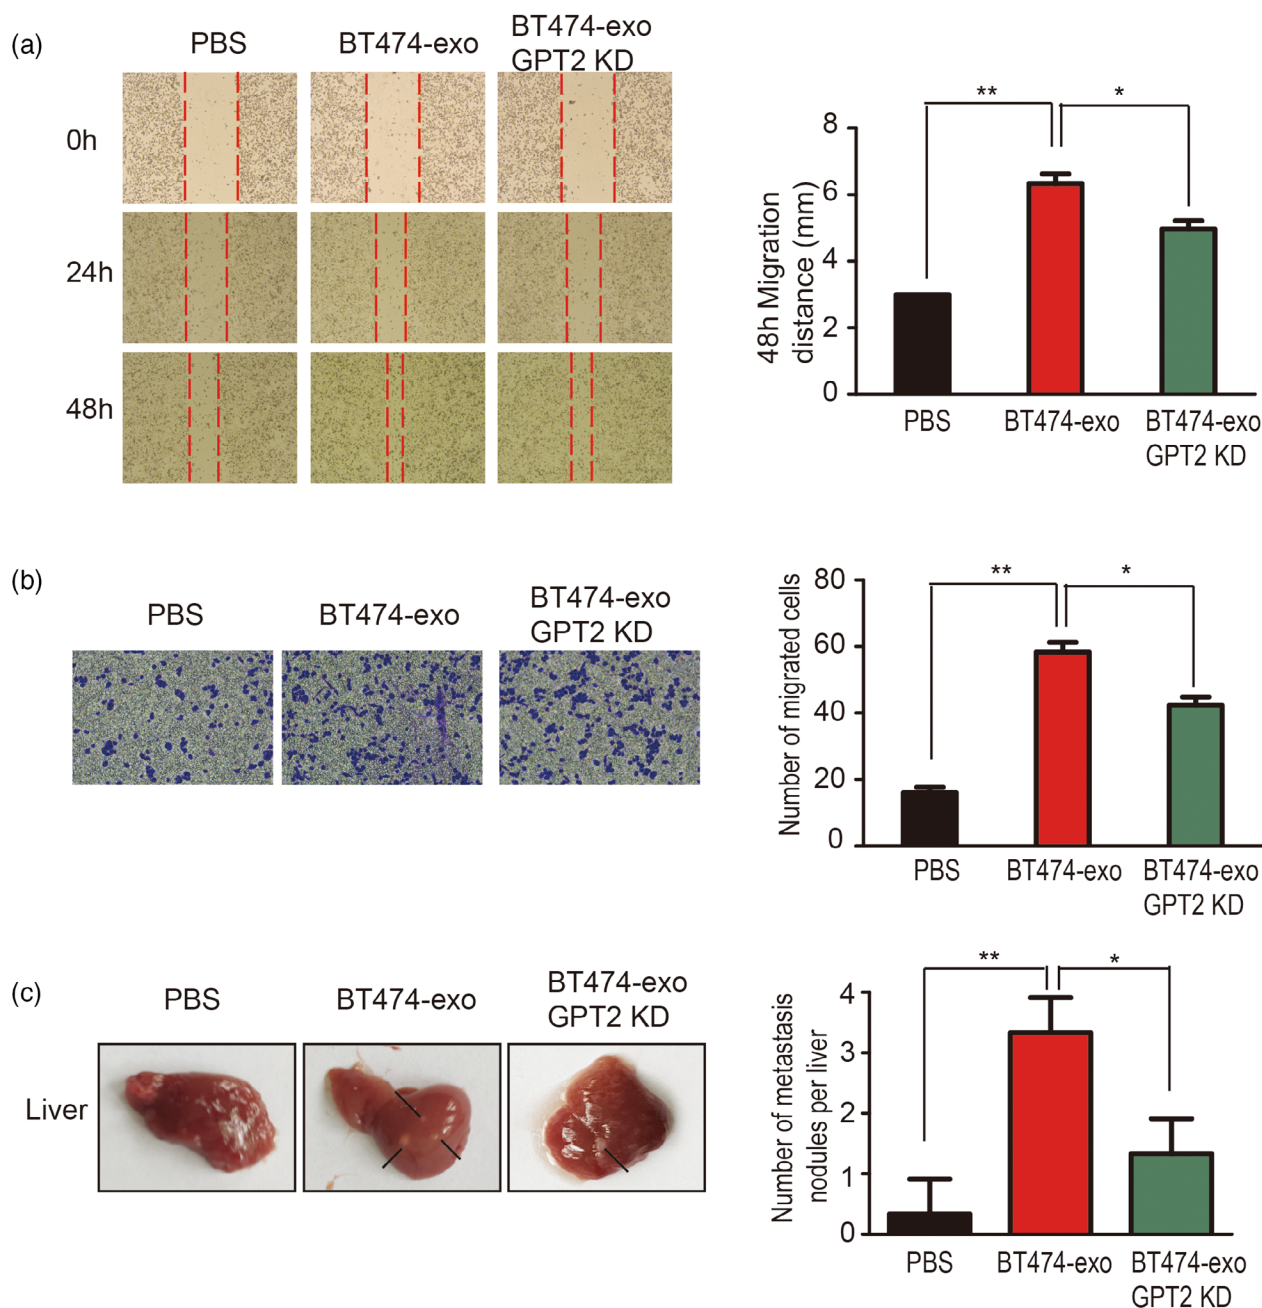 (a)
PBS
BT474-exo
BT474-exo
GPT2 KD
0h
24h
48h
**
*
48h Migration
distance (mm)
8
6
4
2
0
PBS
BT474-exo
BT474-exo
GPT2 KD
(b)
PBS
BT474-exo
BT474-exo
GPT2 KD
**
*
Number of migrated cells
80
60
40
20
0
PBS
BT474-exo
BT474-exo
GPT2 KD
(c)
PBS
BT474-exo
BT474-exo
GPT2 KD
Liver
**
*
Number of metastasis
nodules per liver
4
3
2
1
0
PBS
BT474-exo
BT474-exo
GPT2 KD